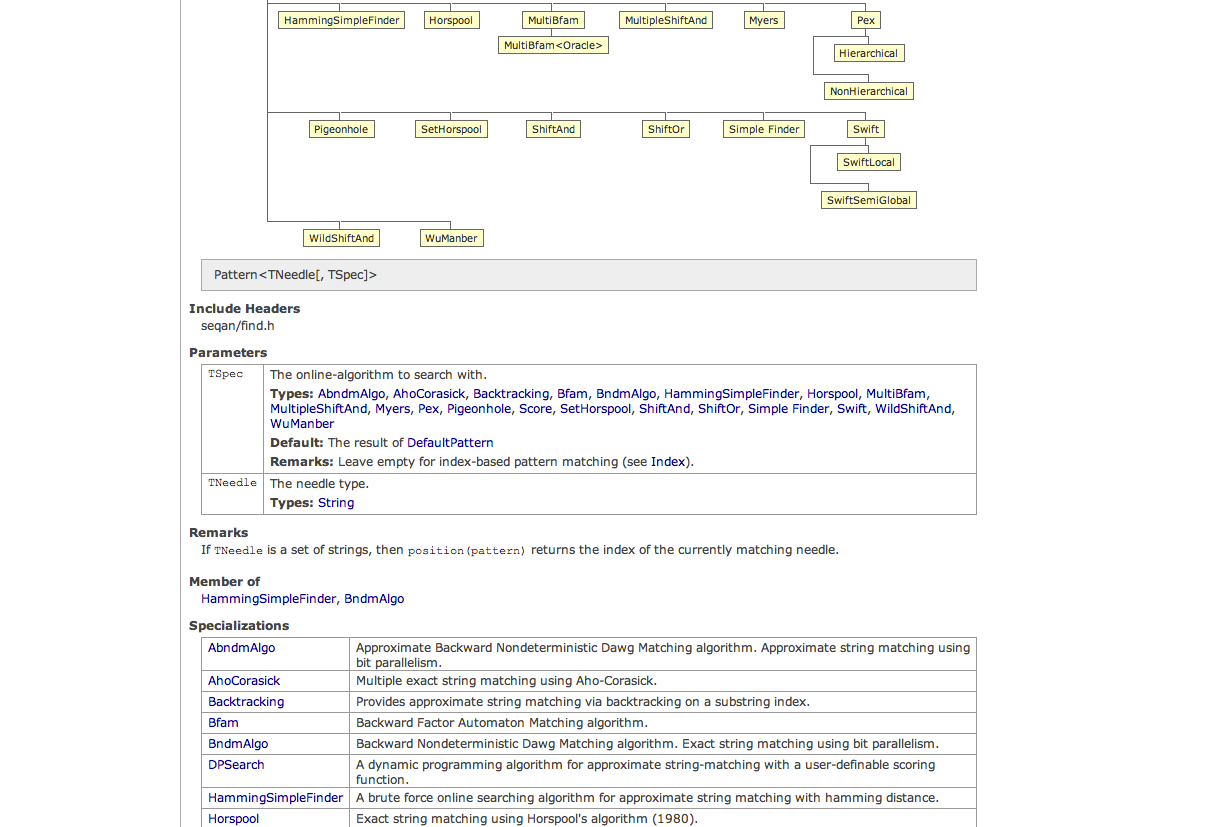 HammingSimpleFinder Horspool MultiBfam MultipleShiftAnd Myers Pex
MultiBfam<Oracle>
Hierarchical
NonHierarchical
Pigeonhole SetHorspool ShiftAnd ShiftOr Simple Finder Swift
SwiftLocal
SwiftSemiGlobal
WildShiftAnd WuManber
Pattern<TNeedle[, TSpec]>
Include Headers
seqan/find.h
Parameters
TSpec The online-algorithm to search with.
Types: AbndmAlgo, AhoCorasick, Backtracking, Bfam, BndmAlgo, HammingSimpleFinder, Horspool, MultiBfam,
MultipleShiftAnd, Myers, Pex, Pigeonhole, Score, SetHorspool, ShiftAnd, ShiftOr, Simple Finder, Swift, WildShiftAnd,
WuManber
Default: The result of DefaultPattern
Remarks: Leave empty for index-based pattern matching (see Index).
TNeedle The needle type.
Types: String
Remarks
If TNeedle is a set of strings, then position(pattern) returns the index of the currently matching needle.
Member of
HammingSimpleFinder, BndmAlgo
Specializations
AbndmAlgo Approximate Backward Nondeterministic Dawg Matching algorithm. Approximate string matching using
bit parallelism.
AhoCorasick Multiple exact string matching using Aho-Corasick.
Backtracking Provides approximate string matching via backtracking on a substring index.
Bfam Backward Factor Automaton Matching algorithm.
BndmAlgo Backward Nondeterministic Dawg Matching algorithm. Exact string matching using bit parallelism.
DPSearch A dynamic programming algorithm for approximate string-matching with a user-definable scoring
function.
HammingSimpleFinder A brute force online searching algorithm for approximate string matching with hamming distance.
Horspool Exact string matching using Horspool's algorithm (1980).